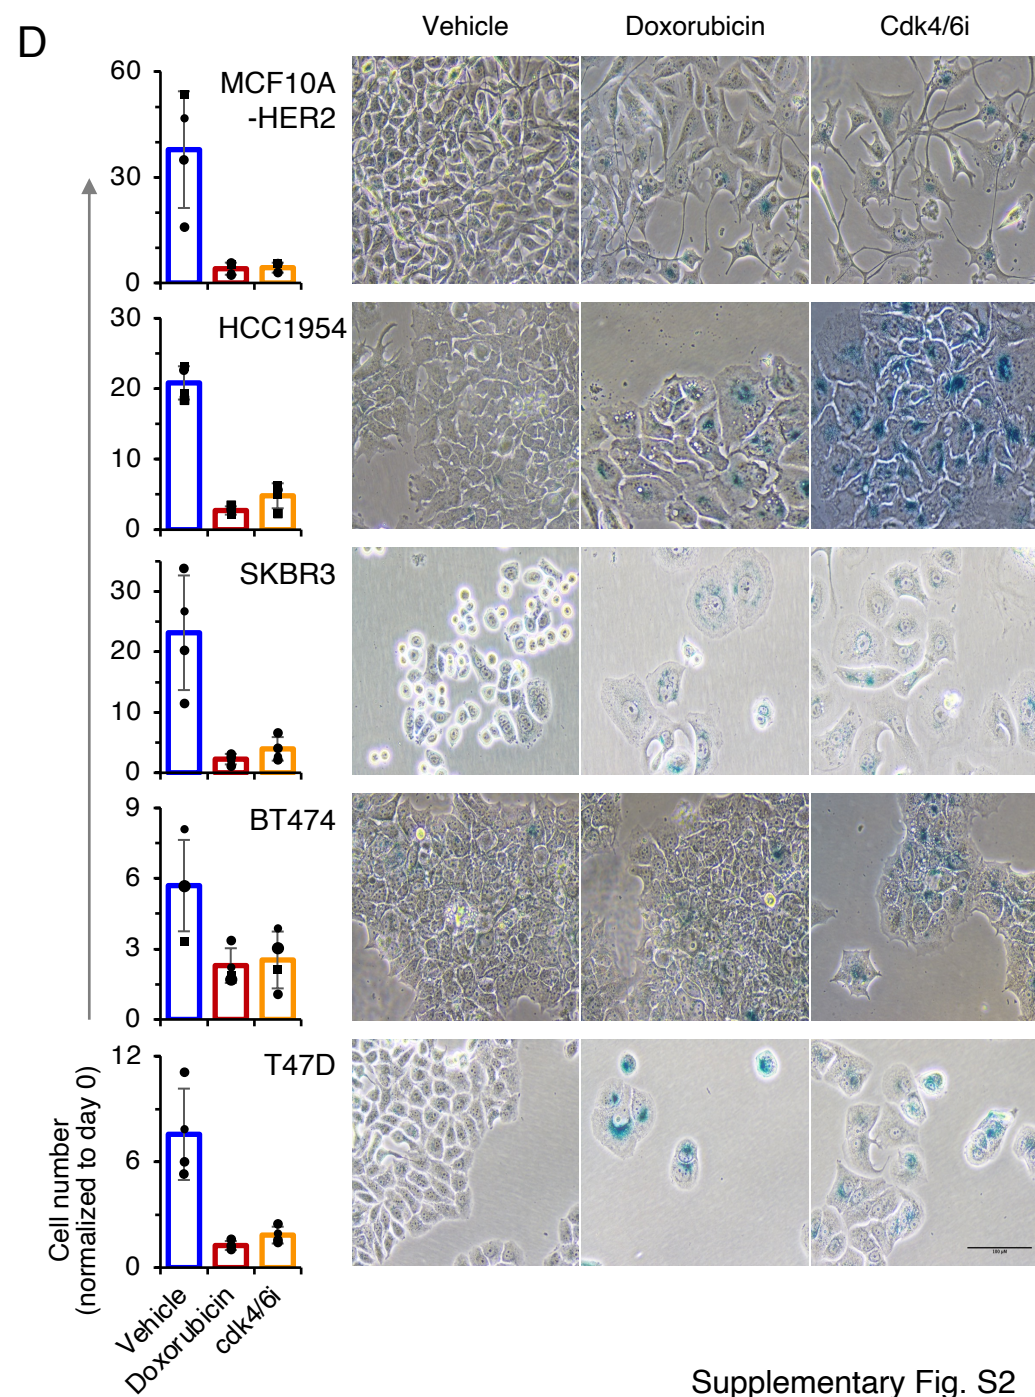 D
Vehicle
Doxorubicin
Cdk4/6i
60
30
0
MCF10A
-HER2
30
20
10
0
HCC1954
30
20
10
0
SKBR3
9
6
3
0
BT474
12
6
0
T47D
Cell number
(normalized to day 0)
Vehicle
Doxorubicin
cdk4/6i
100 µM
Supplementary Fig. S2